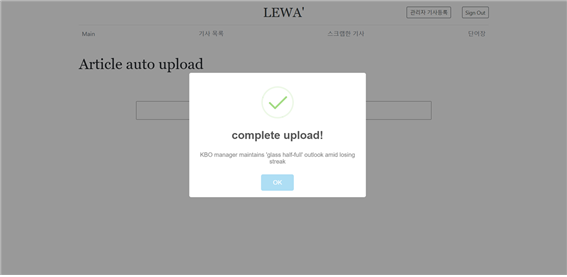 LEWA'
관리자 기사등록
Sign Out
Main
기사 목록
스크랩한 기사
단어장
Article auto upload
complete upload!
KBO manager maintains 'glass half-full' outlook amid losing
streak
OK